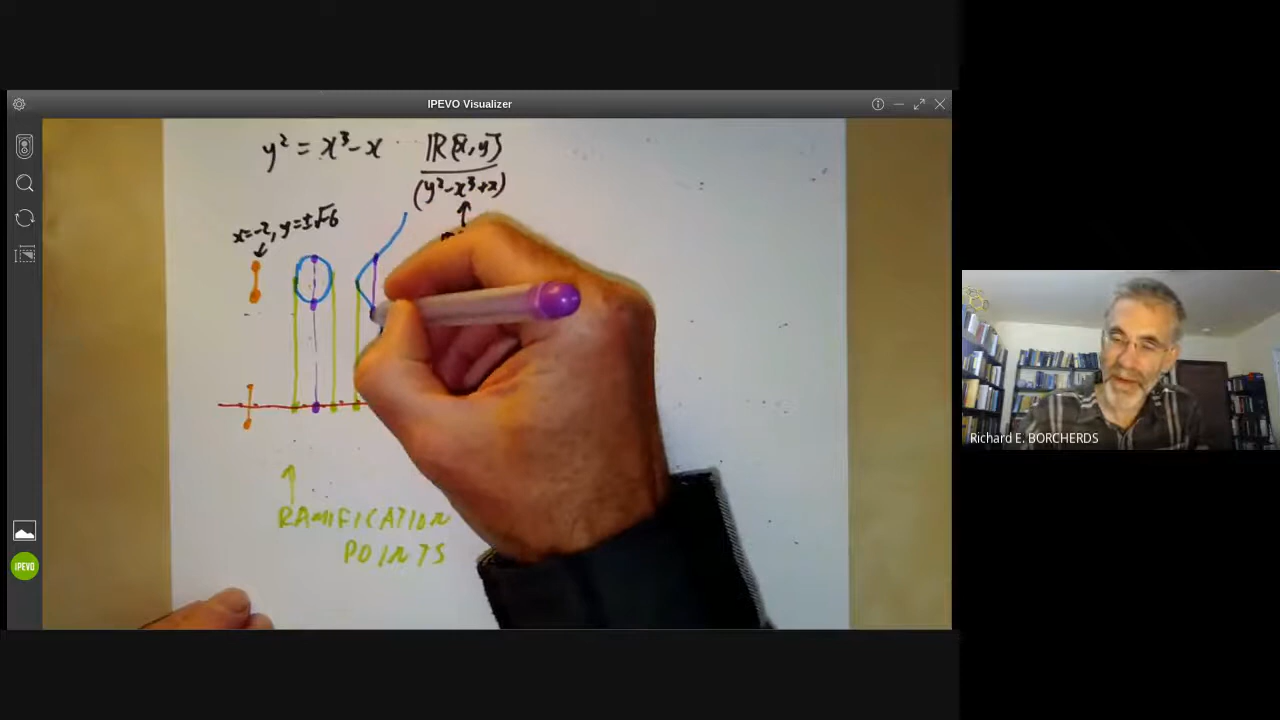 IPEVO Visualizer
y² = x³ - x
ℝ[x,y]
(y² - x³ + x)
x = -2, y = ±√-6
RAMIFICATION
POINTS
IPEVO
Richard E. BORCHERDS